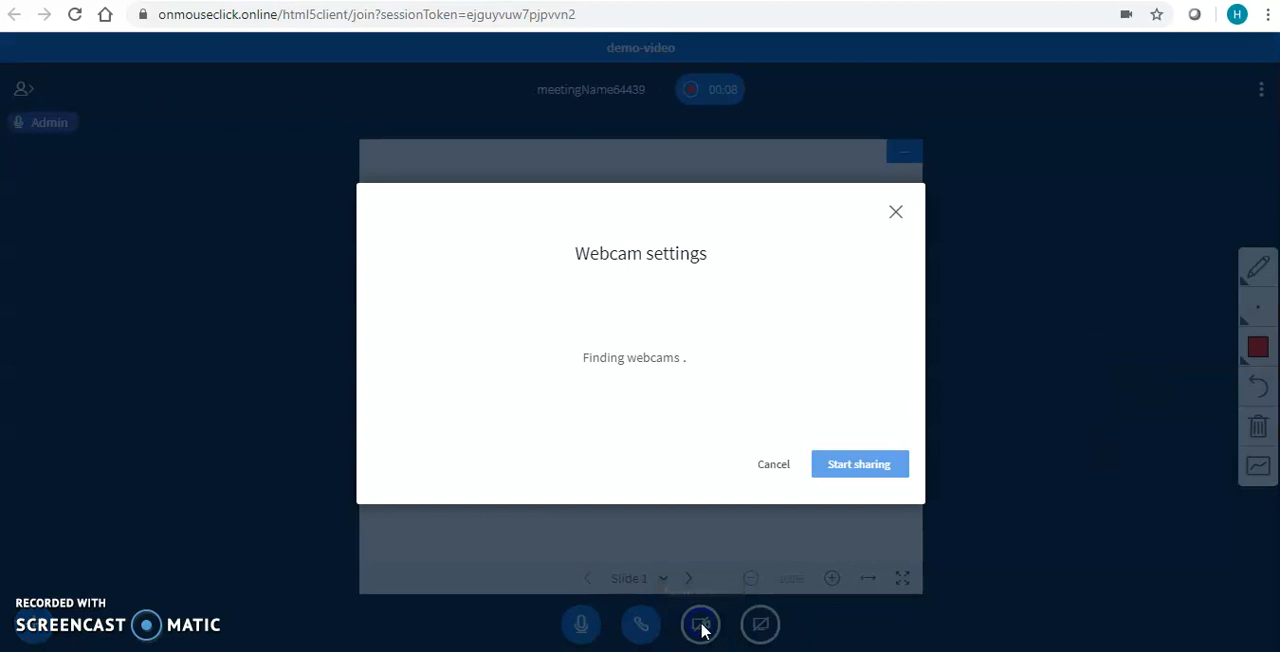 onmouseclick.online/html5client/join?sessionToken=ejguyvuw7pjpvvn2
H
demo-video
meetingName64439
00:08
Admin
Webcam settings
Finding webcams .
Cancel
Start sharing
Slide 1
100%
RECORDED WITH
SCREENCAST MATIC